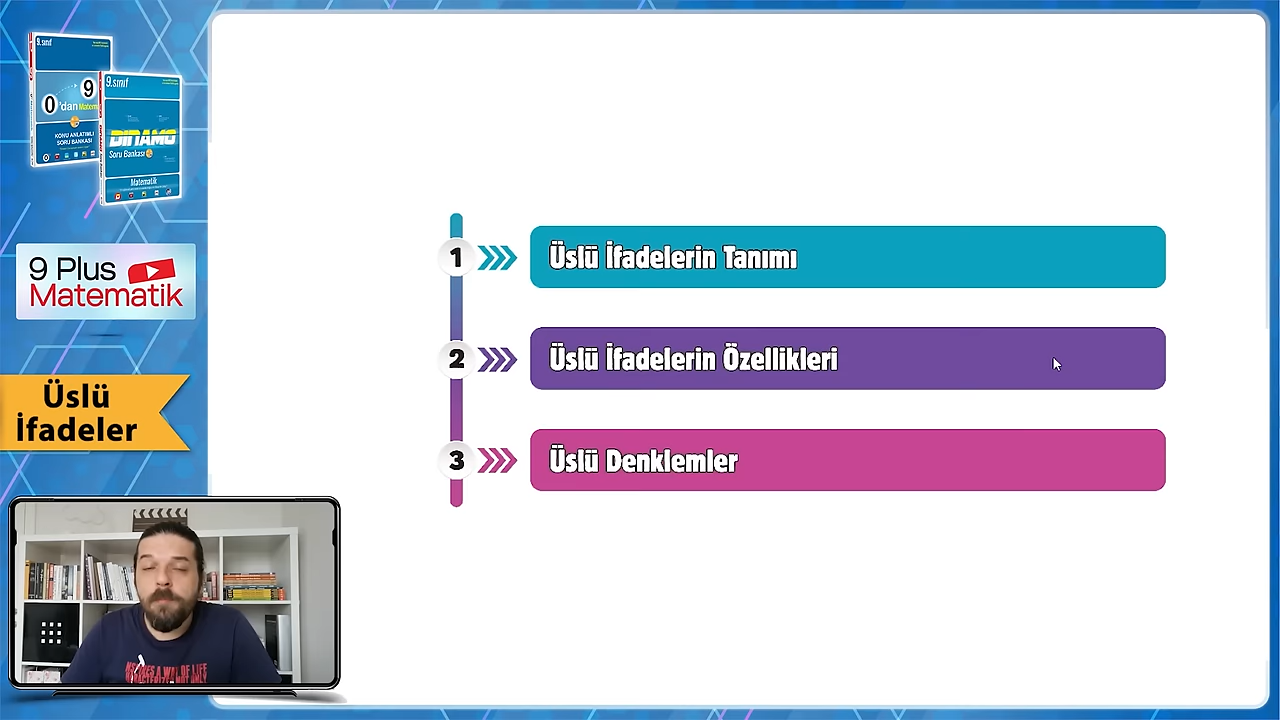 9.sınıf
0'dan
9
KONU ANLATIMLI
SORU BANKASI
9.sınıf
DİNAMO
Soru Bankası
Matematik
9 Plus
Matematik
Üslü
İfadeler
1
Üslü İfadelerin Tanımı
2
Üslü İfadelerin Özellikleri
3
Üslü Denklemler